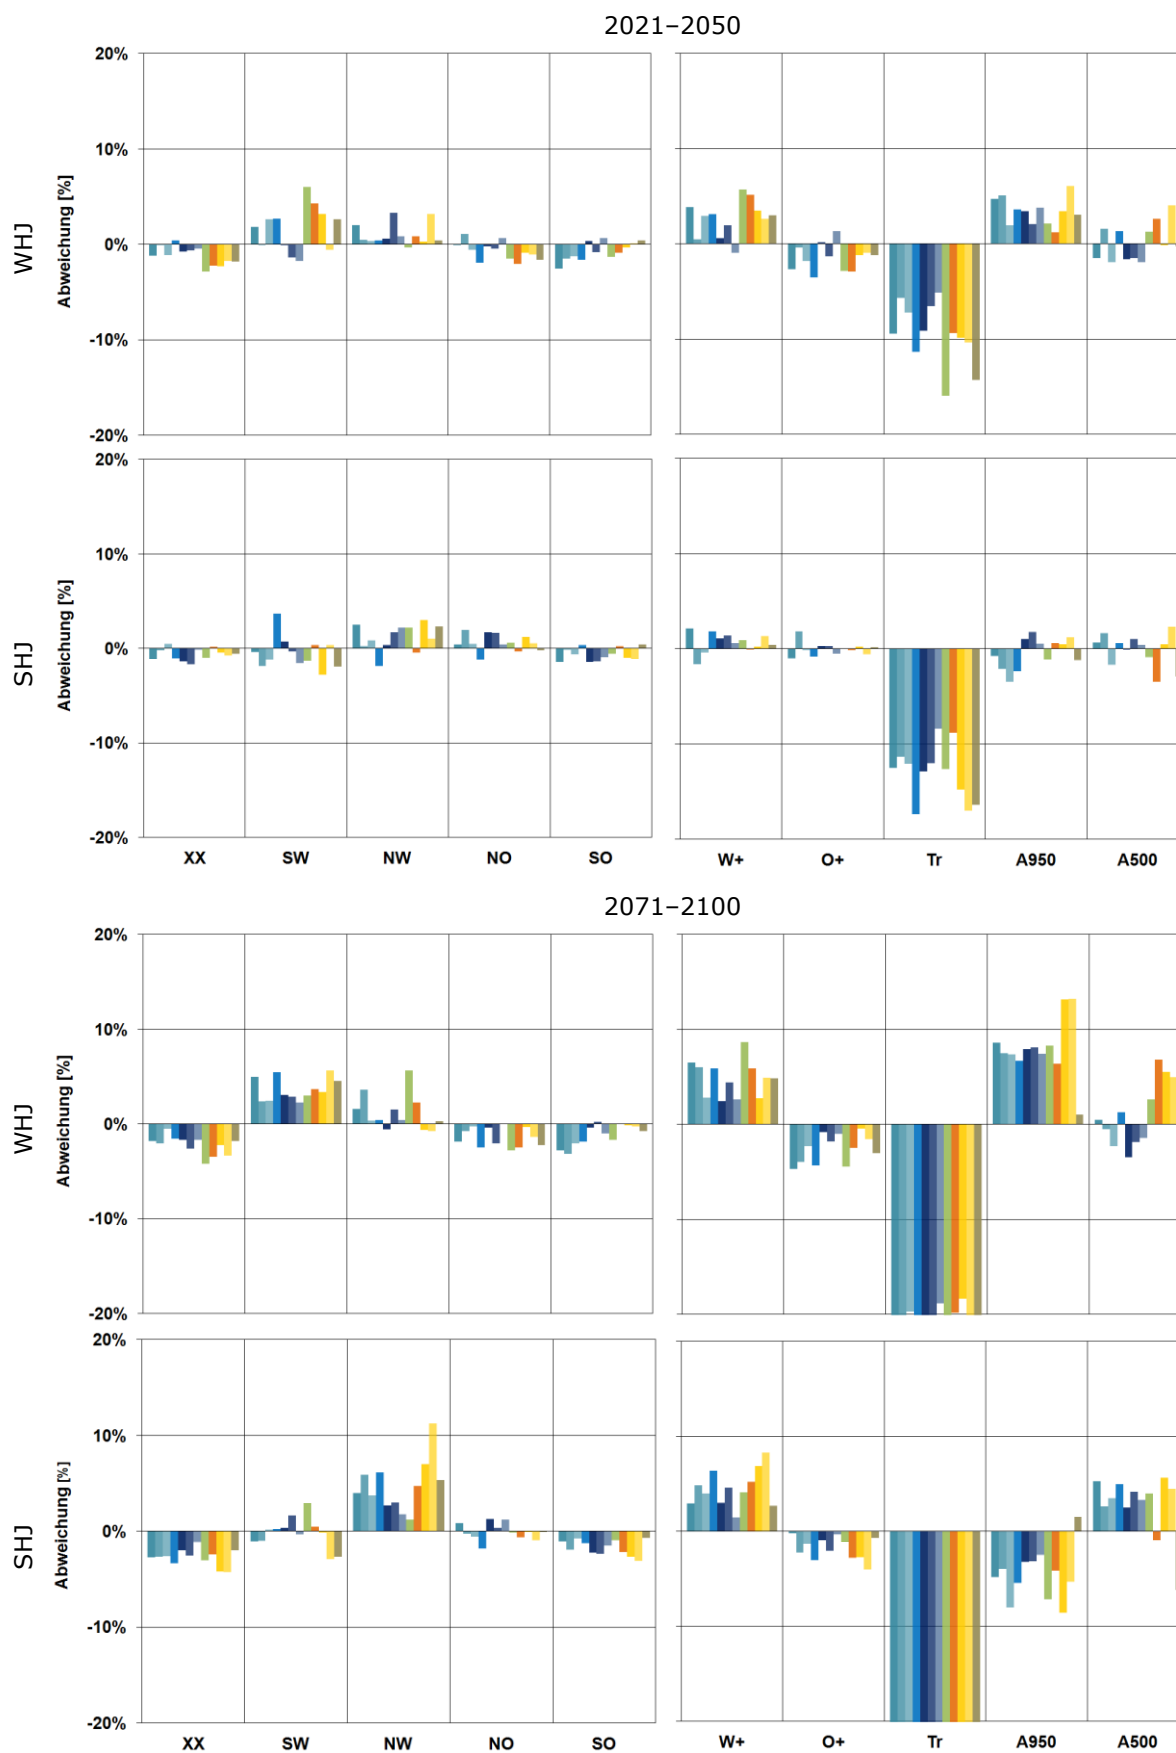 2021–2050
20%
10%
0%
-10%
-20%
Abweichung [%]
WHJ
20%
10%
0%
-10%
-20%
Abweichung [%]
SHJ
XX SW NW NO SO W+ O+ Tr A950 A500
2071–2100
20%
10%
0%
-10%
-20%
Abweichung [%]
WHJ
20%
10%
0%
-10%
-20%
Abweichung [%]
SHJ
XX SW NW NO SO W+ O+ Tr A950 A500